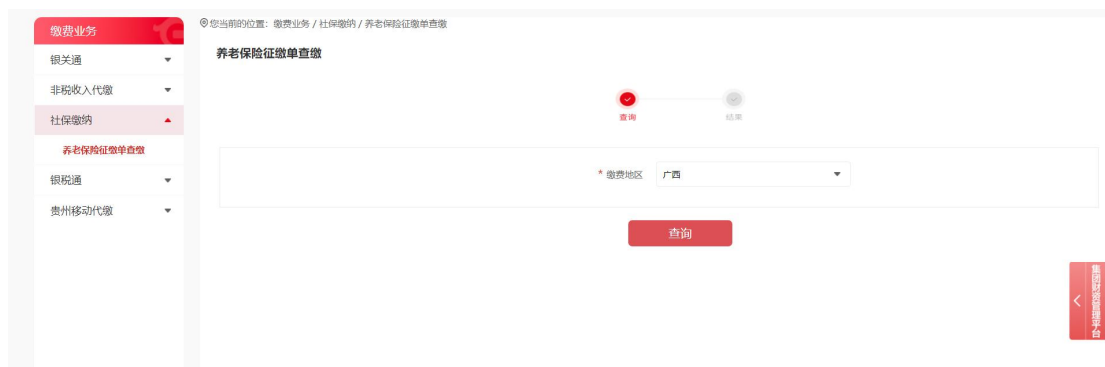 缴费业务
银关通
非税收入代缴
社保缴纳
养老保险征缴单查缴
银税通
贵州移动代缴
您当前的位置：缴费业务 / 社保缴纳 / 养老保险征缴单查缴
养老保险征缴单查缴
查询
结果
* 缴费地区 广西
查询
集团财资管理平台